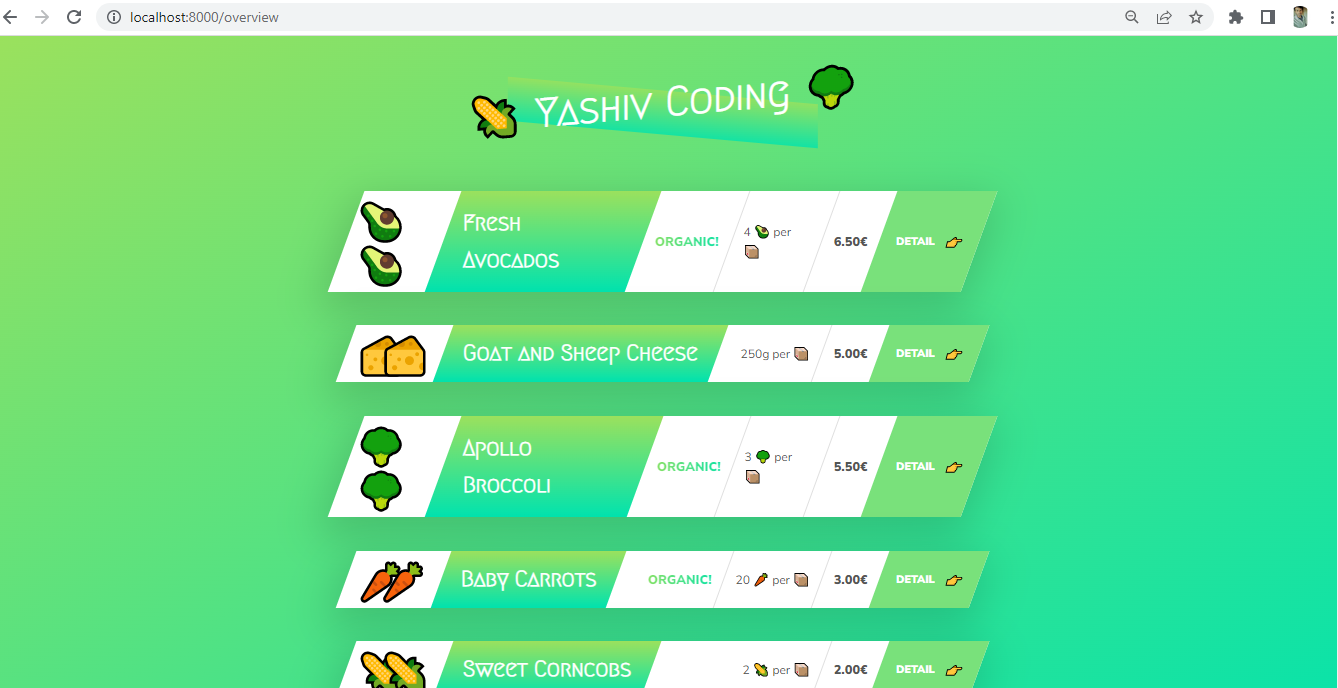 localhost:8000/overview
Yashiv Coding
Fresh
Avocados
ORGANIC!
4 per
6.50€
DETAIL
Goat and Sheep Cheese
250g per
5.00€
DETAIL
Apollo
Broccoli
ORGANIC!
3 per
5.50€
DETAIL
Baby Carrots
ORGANIC!
20 per
3.00€
DETAIL
Sweet Corncobs
2 per
2.00€
DETAIL